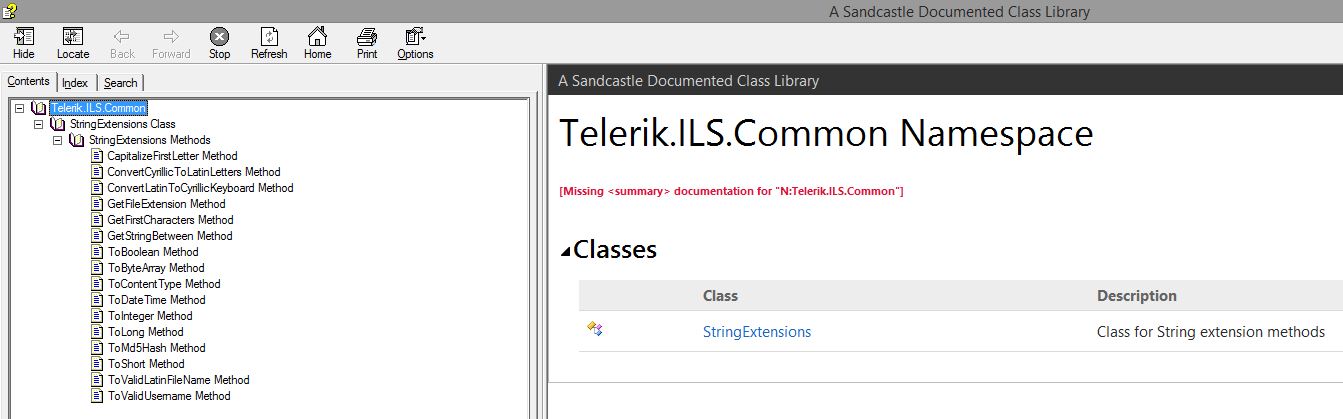 A Sandcastle Documented Class Library
Hide Locate Back Forward Stop Refresh Home Print Options
Contents Index Search
Telerik.ILS.Common
StringExtensions Class
StringExtensions Methods
CapitalizeFirstLetter Method
ConvertCyrillicToLatinLetters Method
ConvertLatinToCyrillicKeyboard Method
GetFileExtension Method
GetFirstCharacters Method
GetStringBetween Method
ToBoolean Method
ToByteArray Method
ToContentType Method
ToDateTime Method
ToInteger Method
ToLong Method
ToMd5Hash Method
ToShort Method
ToValidLatinFileName Method
ToValidUsername Method
A Sandcastle Documented Class Library
Telerik.ILS.Common Namespace
[Missing <summary> documentation for "N:Telerik.ILS.Common"]
Classes
Class Description
StringExtensions Class for String extension methods